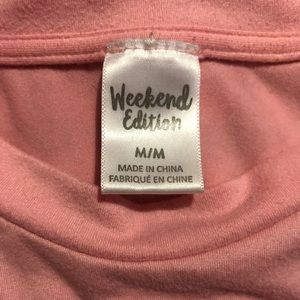 Weekend
Edition
M/M
MADE IN CHINA
FABRIQUÉ EN CHINE